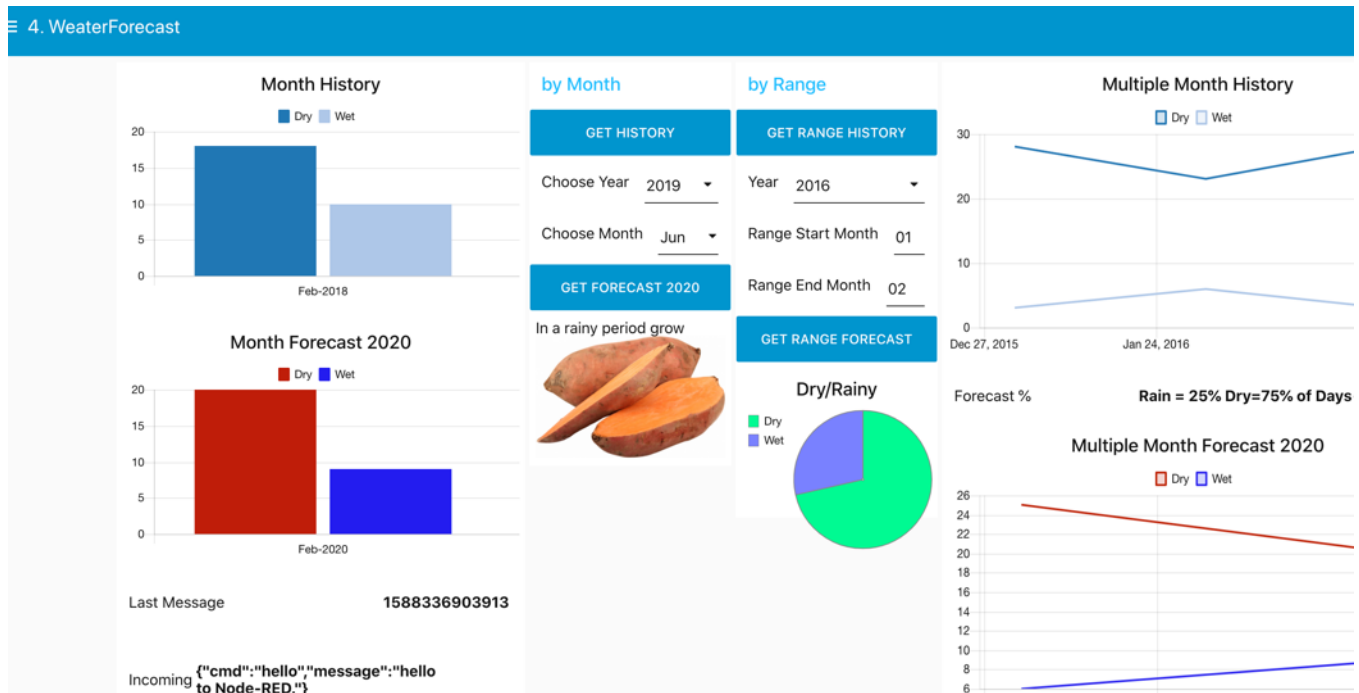 4. WeaterForecast
Month History
Dry Wet
20
15
10
5
0
Feb-2018
Month Forecast 2020
Dry Wet
20
15
10
5
0
Feb-2020
Last Message 1588336903913
Incoming {"cmd":"hello","message":"hello
to Node-RED."}
by Month
GET HISTORY
Choose Year 2019
Choose Month Jun
GET FORECAST 2020
In a rainy period grow
by Range
GET RANGE HISTORY
Year 2016
Range Start Month 01
Range End Month 02
GET RANGE FORECAST
Dry/Rainy
Dry
Wet
Multiple Month History
Dry Wet
30
20
10
0
Dec 27, 2015 Jan 24, 2016
Forecast % Rain = 25% Dry=75% of Days
Multiple Month Forecast 2020
Dry Wet
26
24
22
20
18
16
14
12
10
8
6